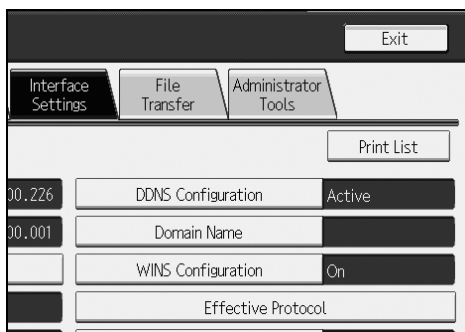 Exit
Interface Settings
File Transfer
Administrator Tools
Print List
00.226
DDNS Configuration
Active
00.001
Domain Name
WINS Configuration
On
Effective Protocol